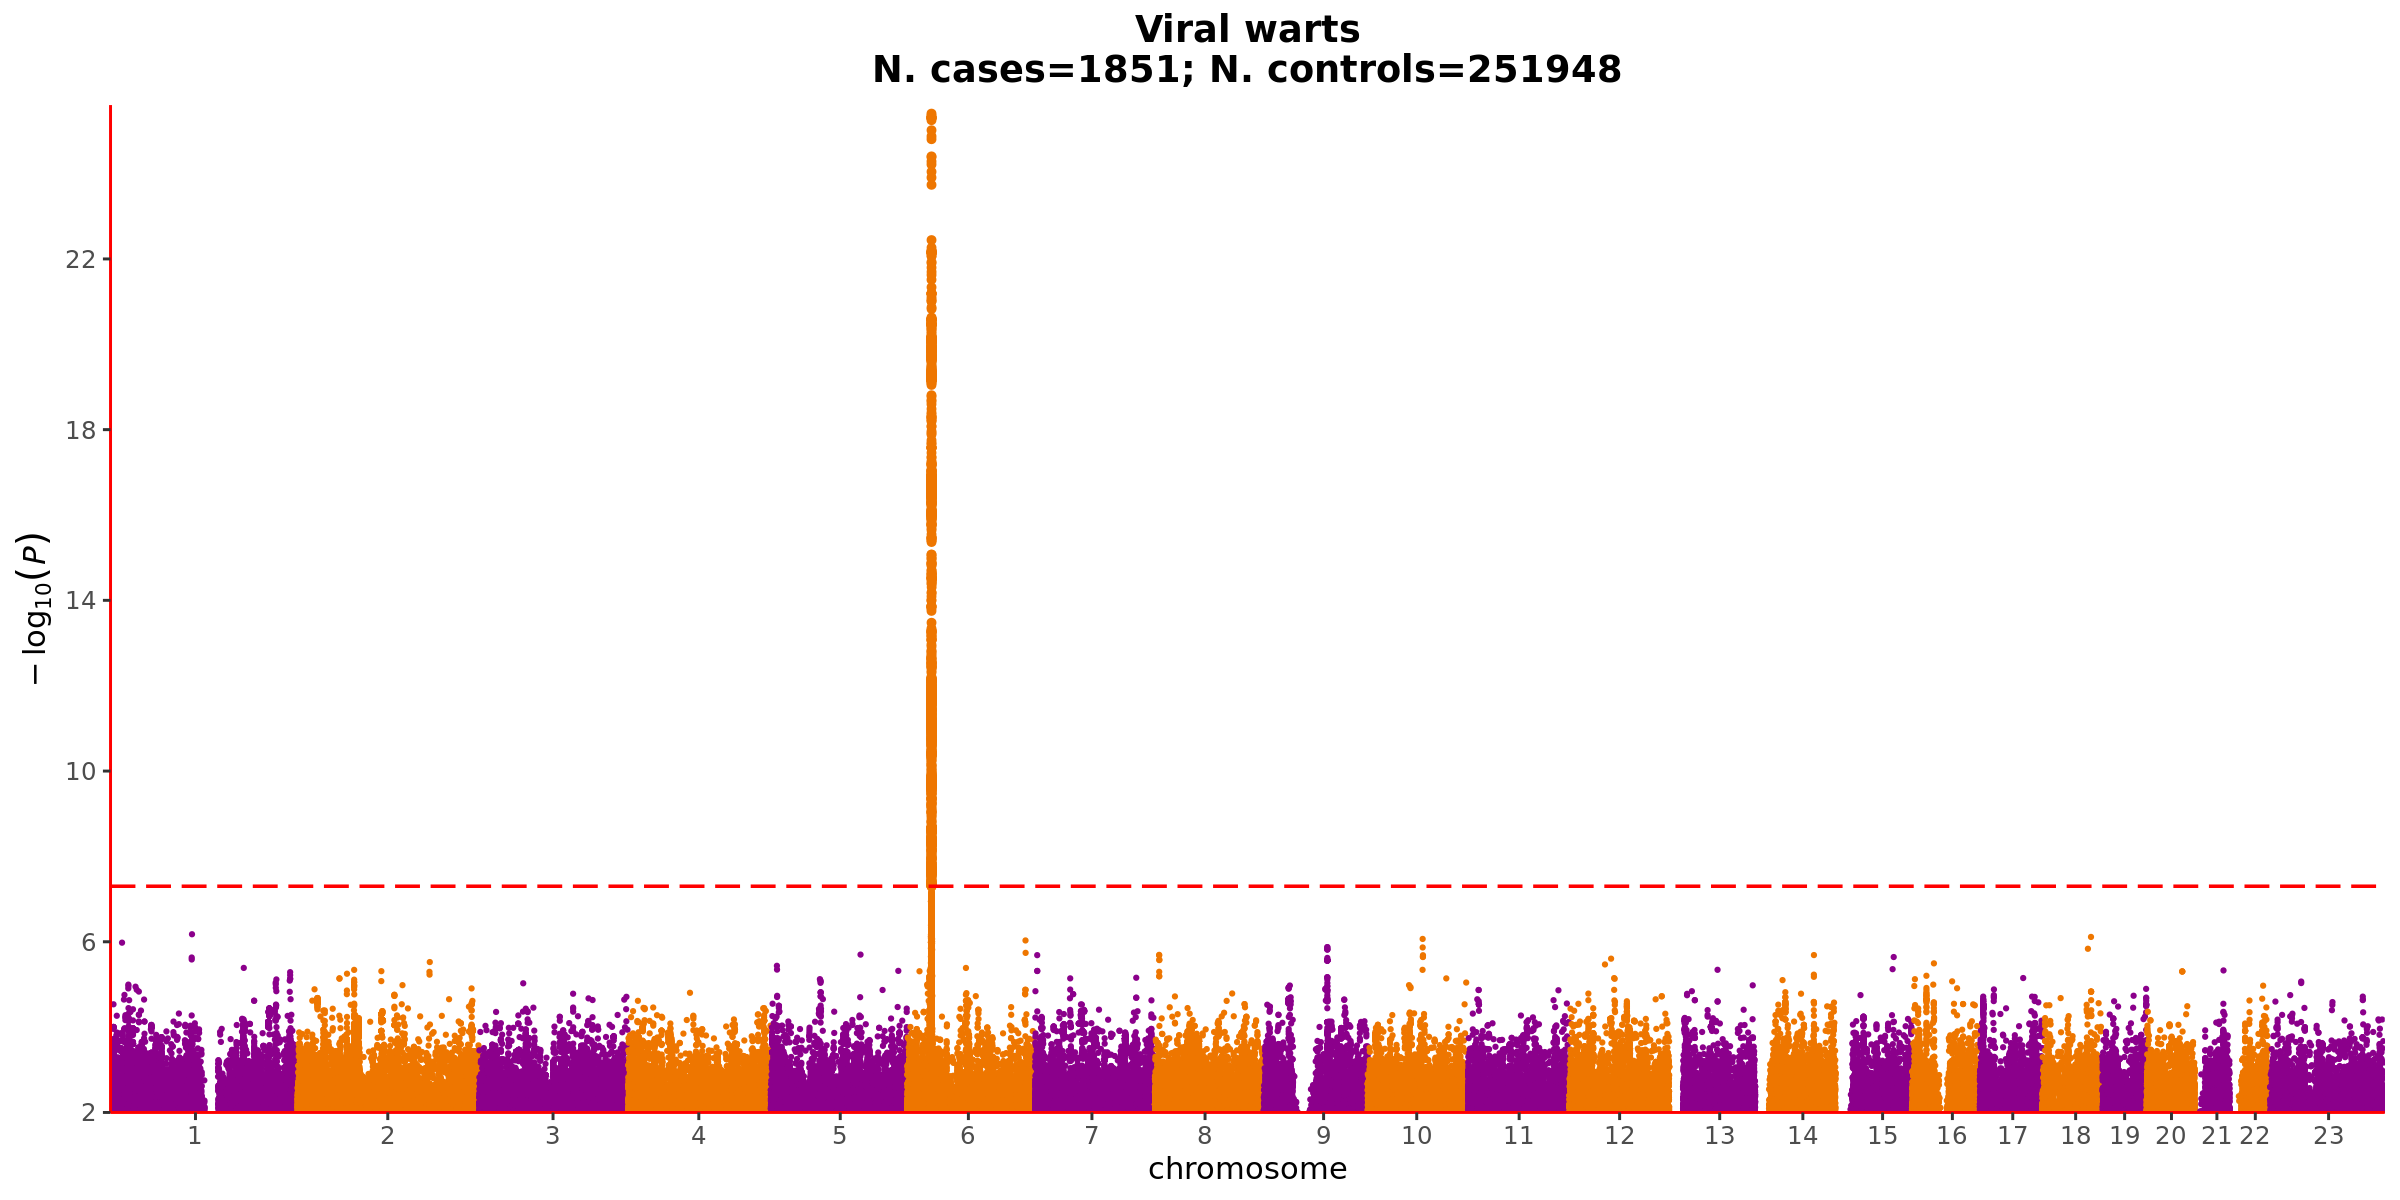 Viral warts
N. cases=1851; N. controls=251948
22
18
14
10
6
2
−log10(P)
1 2 3 4 5 6 7 8 9 10 11 12 13 14 15 16 17 18 19 20 21 22 23
chromosome